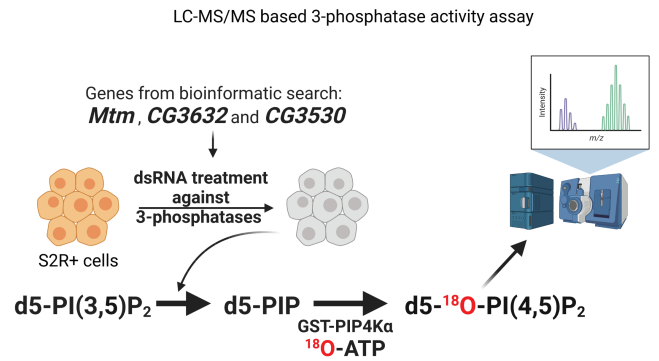 LC-MS/MS based 3-phosphatase activity assay
Genes from bioinformatic search:
Mtm , CG3632 and CG3530
Intensity
m/z
dsRNA treatment
against
3-phosphatases
S2R+ cells
d5-PI(3,5)P₂
d5-PIP
d5-¹⁸O-PI(4,5)P₂
GST-PIP4Kα
¹⁸O-ATP